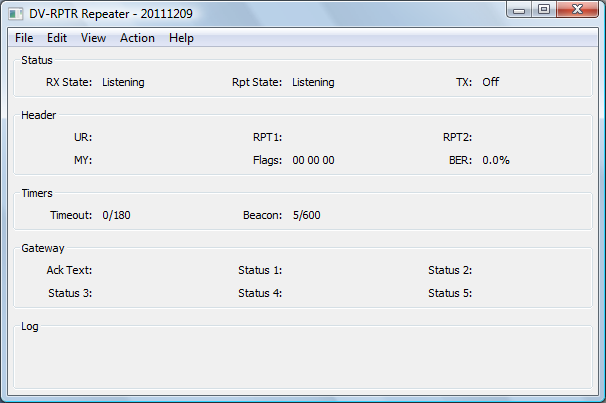 DV-RPTR Repeater - 20111209
File Edit View Action Help
Status
RX State: Listening Rpt State: Listening TX: Off
Header
UR: RPT1: RPT2:
MY: Flags: 00 00 00 BER: 0.0%
Timers
Timeout: 0/180 Beacon: 5/600
Gateway
Ack Text: Status 1: Status 2:
Status 3: Status 4: Status 5:
Log